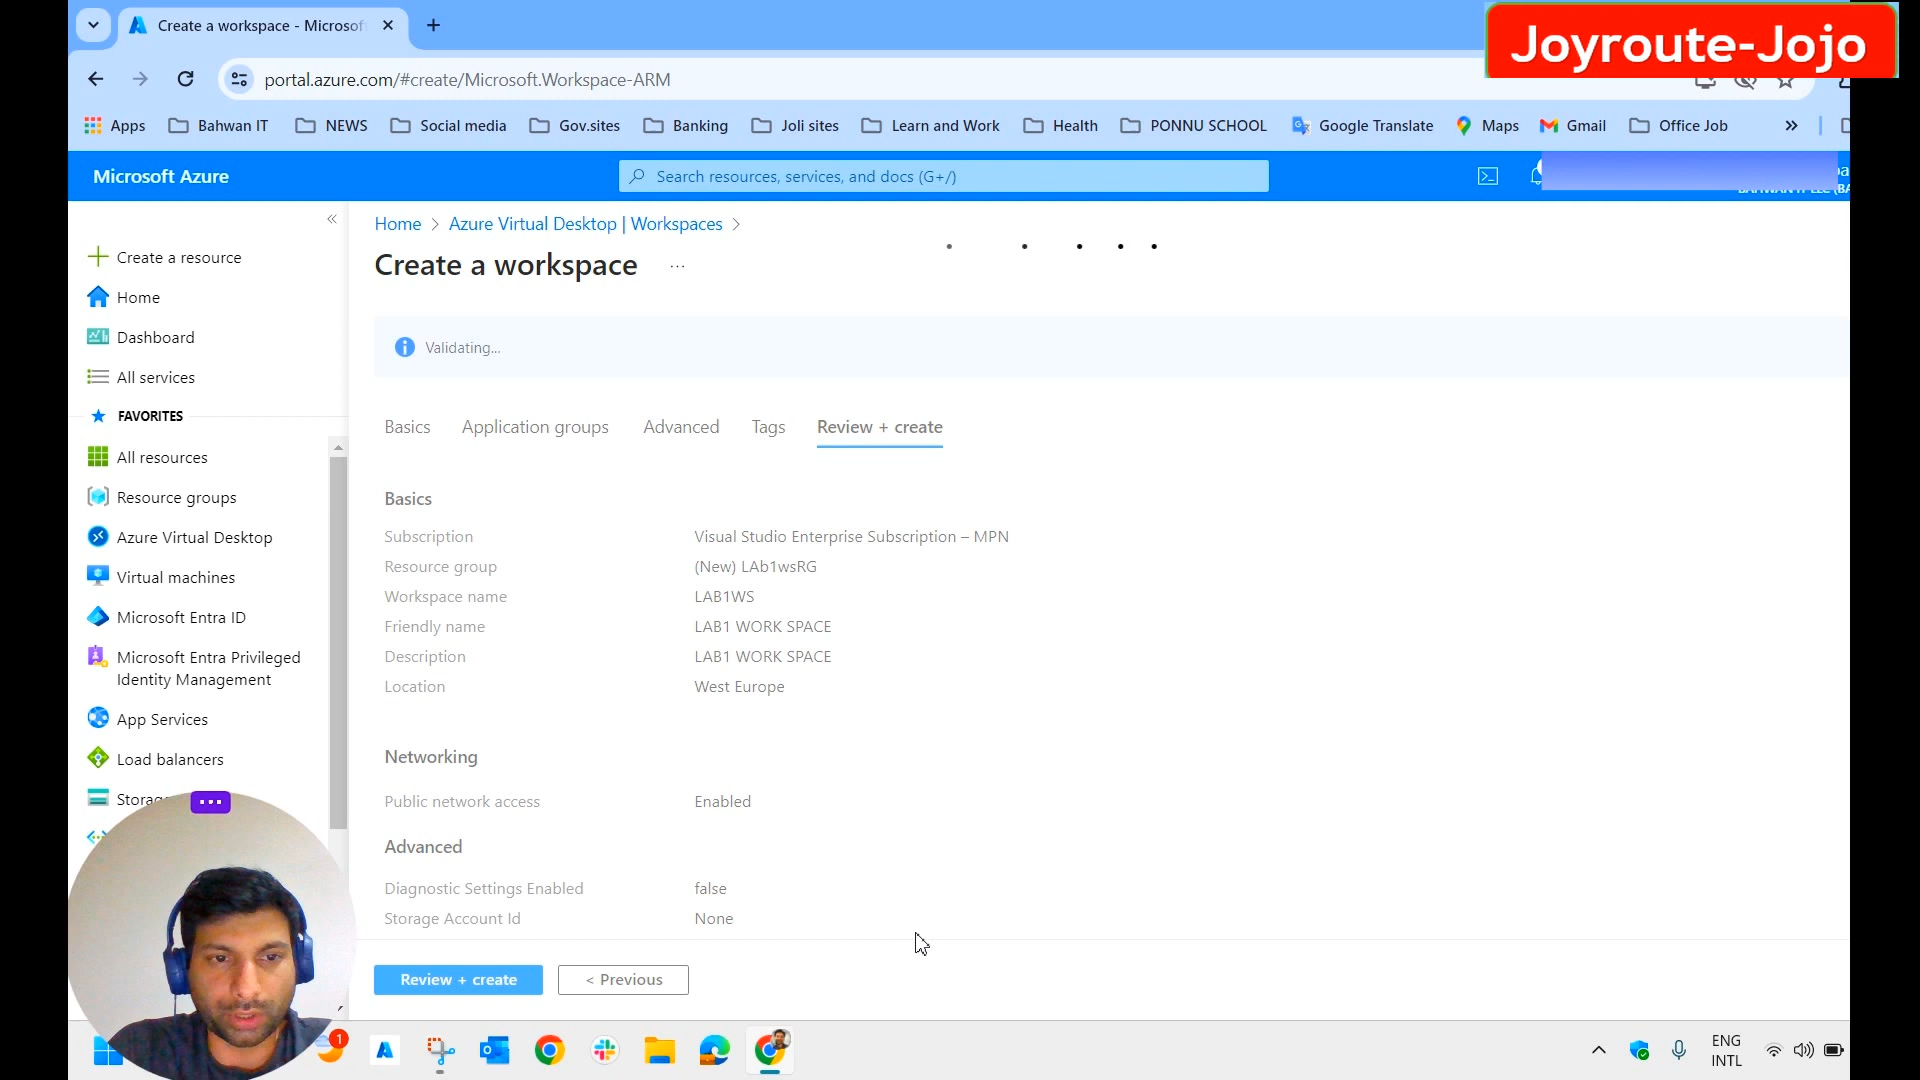 Create a workspace - Microsof
Joyroute-Jojo
portal.azure.com/#create/Microsoft.Workspace-ARM
Apps Bahwan IT NEWS Social media Gov.sites Banking Joli sites Learn and Work Health PONNU SCHOOL Google Translate Maps Gmail Office Job
Microsoft Azure
Search resources, services, and docs (G+/)
Home > Azure Virtual Desktop | Workspaces >
Create a workspace ...
Validating...
Create a resource
Home
Dashboard
All services
FAVORITES
All resources
Resource groups
Azure Virtual Desktop
Virtual machines
Microsoft Entra ID
Microsoft Entra Privileged
Identity Management
App Services
Load balancers
Storag
Basics Application groups Advanced Tags Review + create
Basics
Subscription Visual Studio Enterprise Subscription – MPN
Resource group (New) LAb1wsRG
Workspace name LAB1WS
Friendly name LAB1 WORK SPACE
Description LAB1 WORK SPACE
Location West Europe
Networking
Public network access Enabled
Advanced
Diagnostic Settings Enabled false
Storage Account Id None
Review + create < Previous
1
ENG
INTL